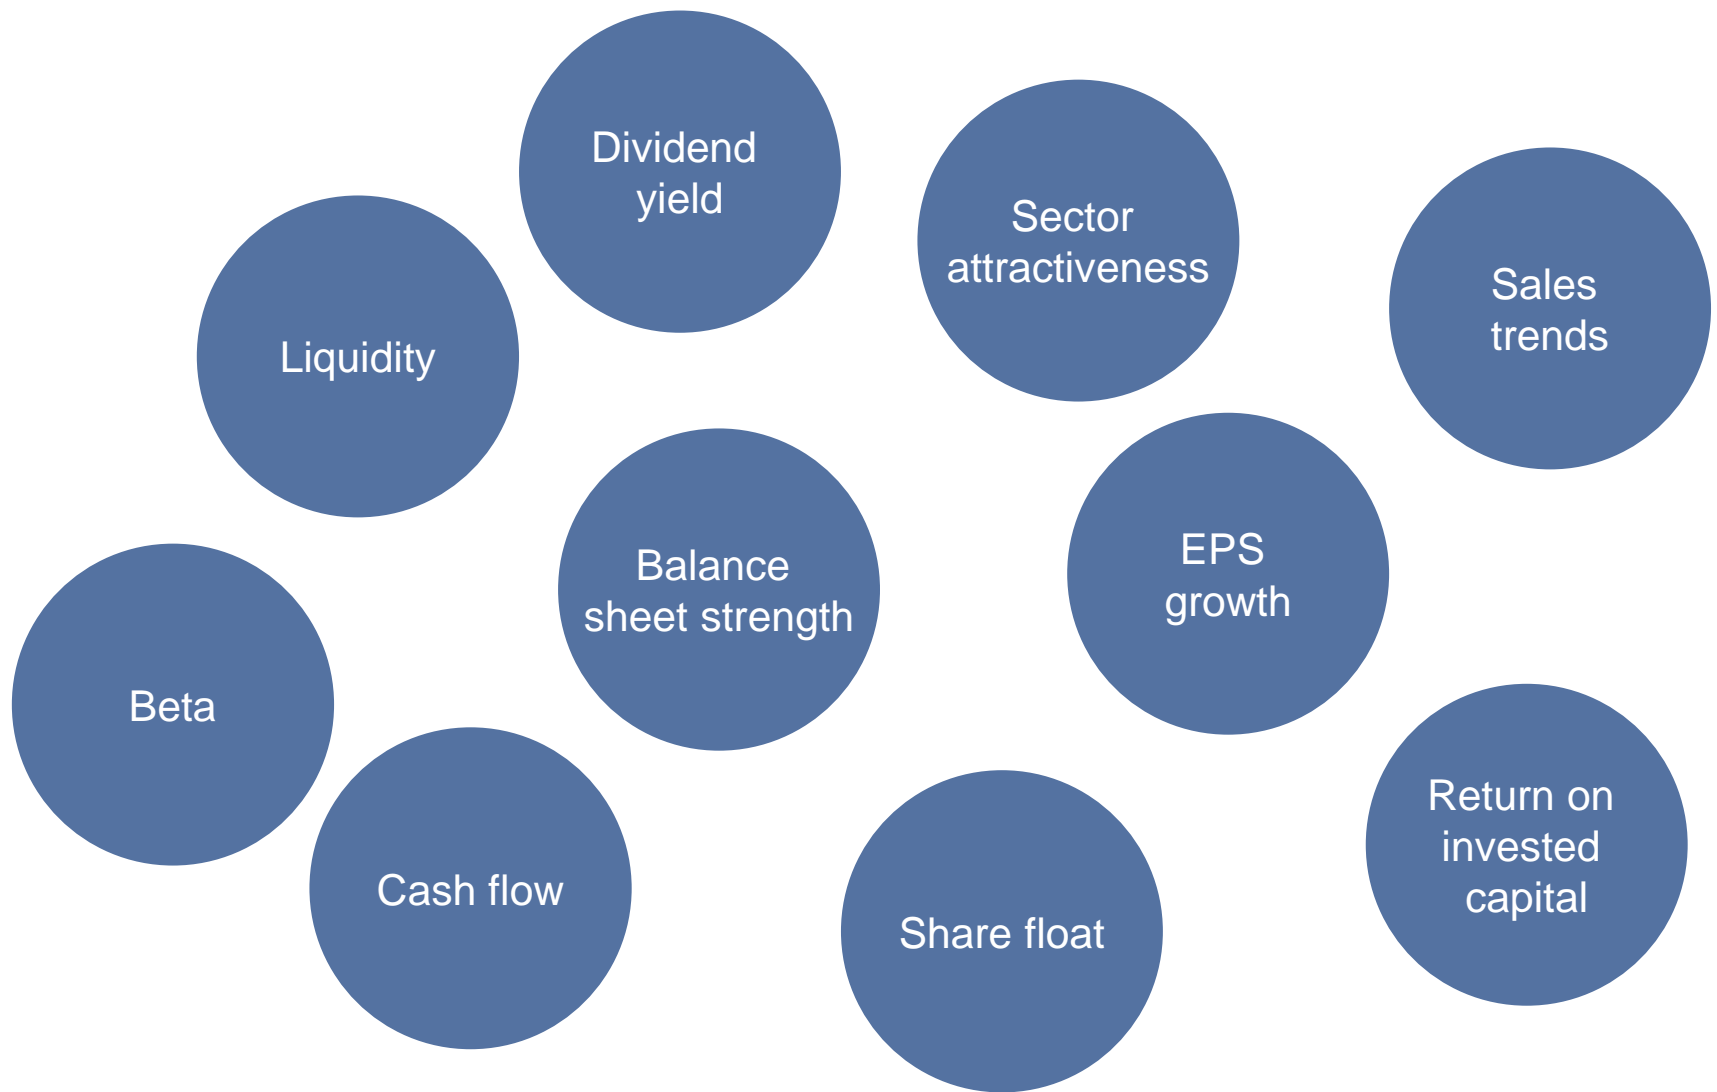 Dividend
yield
Sector
attractiveness
Sales
trends
Liquidity
Balance
sheet strength
EPS
growth
Beta
Cash flow
Share float
Return on
invested
capital